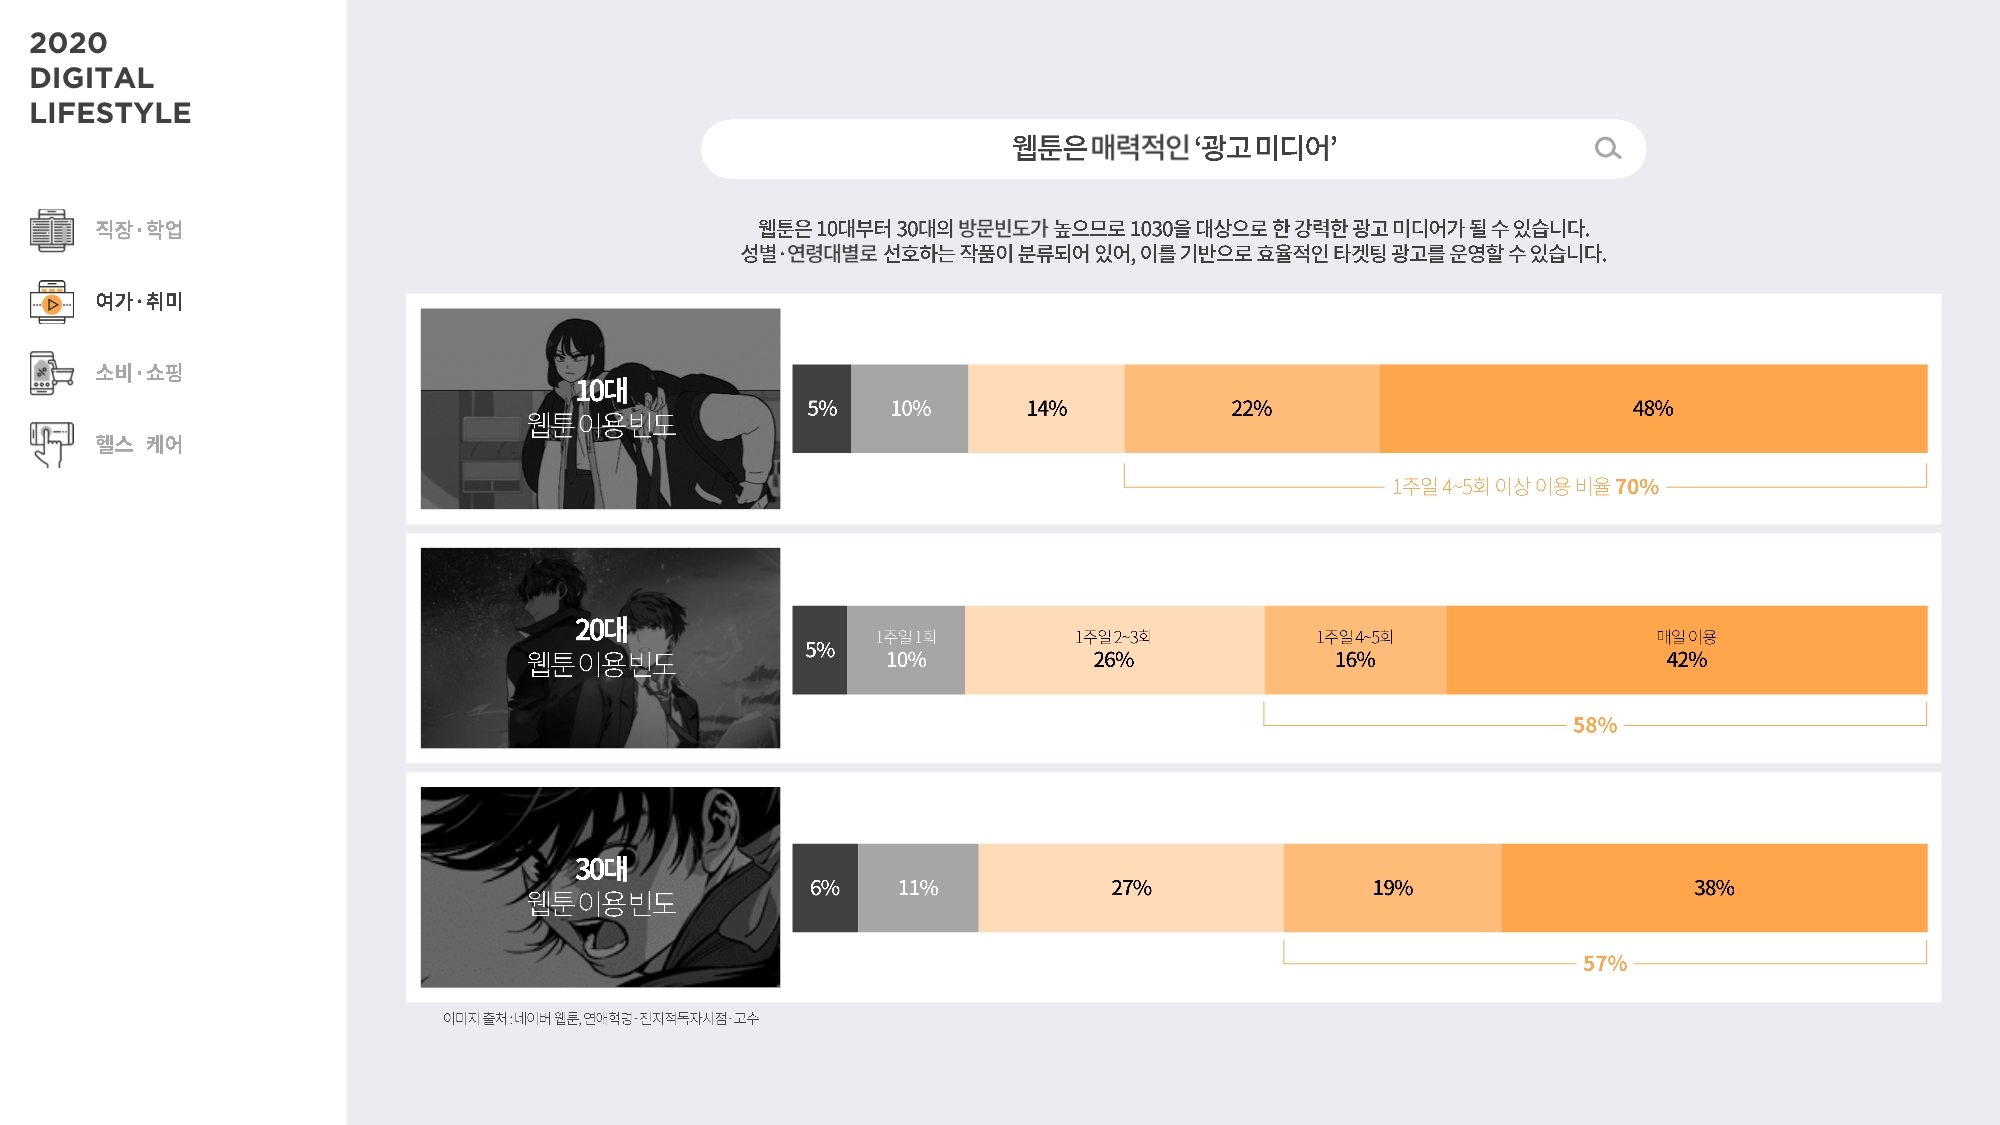 2020
DIGITAL
LIFESTYLE
직장·학업
여가·취미
소비·쇼핑
헬스 케어
웹툰은 매력적인 ‘광고 미디어’
웹툰은 10대부터 30대의 방문빈도가 높으므로 1030을 대상으로 한 강력한 광고 미디어가 될 수 있습니다.
성별·연령대별로 선호하는 작품이 분류되어 있어, 이를 기반으로 효율적인 타겟팅 광고를 운영할 수 있습니다.
10대
웹툰 이용 빈도
5% 10% 14% 22% 48%
1주일 4~5회 이상 이용 비율 70%
20대
웹툰 이용 빈도
1주일 1회 1주일 2~3회 1주일 4~5회 매일 이용
5% 10% 26% 16% 42%
58%
30대
웹툰 이용 빈도
6% 11% 27% 19% 38%
57%
이미지 출처 : 네이버 웹툰, 연애혁명·전지적독자시점·고수